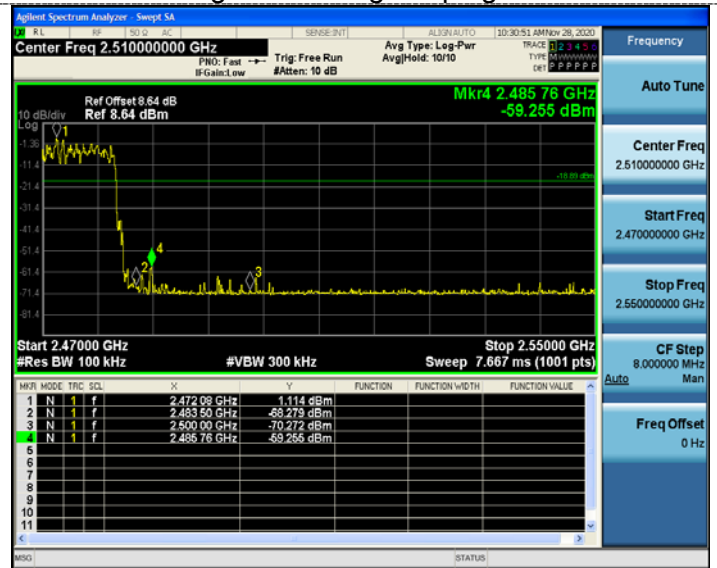 Agilent Spectrum Analyzer - Swept SA
RL RF 50 Ω AC SENSE:INT ALIGN AUTO 10:30:51 AM Nov 28, 2020
Center Freq 2.510000000 GHz
PNO: Fast Trig: Free Run
IFGain:Low #Atten: 10 dB
Avg Type: Log-Pwr
Avg|Hold: 10/10
TRACE 1 2 3 4 5 6
TYPE MWWWWW
DET P P P P P P
Frequency
Ref Offset 8.64 dB
10 dB/div Ref 8.64 dBm
Log
Mkr4 2.485 76 GHz
-59.255 dBm
-1.36
-11.4
-21.4
-31.4
-41.4
-51.4
-61.4
-71.4
-81.4
1
2
3
4
Start 2.47000 GHz Stop 2.55000 GHz
#Res BW 100 kHz #VBW 300 kHz Sweep 7.667 ms (1001 pts)
MKR MODE TRC SCL X Y FUNCTION FUNCTION WIDTH FUNCTION VALUE
1 N 1 f 2.472 08 GHz 1.114 dBm
2 N 1 f 2.483 50 GHz -68.279 dBm
3 N 1 f 2.500 00 GHz -70.272 dBm
4 N 1 f 2.485 76 GHz -59.255 dBm
5
6
7
8
9
10
11
MSG STATUS
Auto Tune
Center Freq
2.510000000 GHz
Start Freq
2.470000000 GHz
Stop Freq
2.550000000 GHz
CF Step
8.000000 MHz
Auto Man
Freq Offset
0 Hz